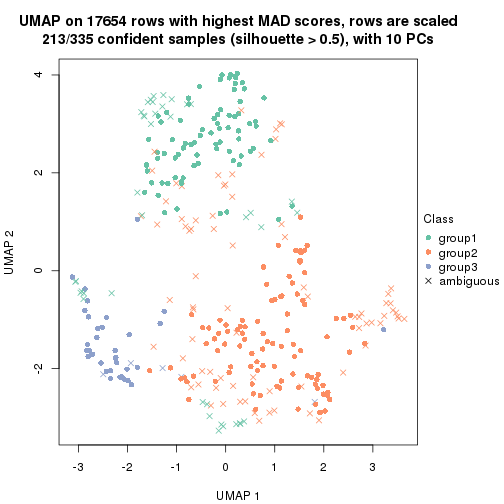 UMAP on 17654 rows with highest MAD scores, rows are scaled
213/335 confident samples (silhouette > 0.5), with 10 PCs
4
2
0
-2
UMAP 2
-3
-2
-1
0
1
2
3
UMAP 1
Class
group1
group2
group3
ambiguous